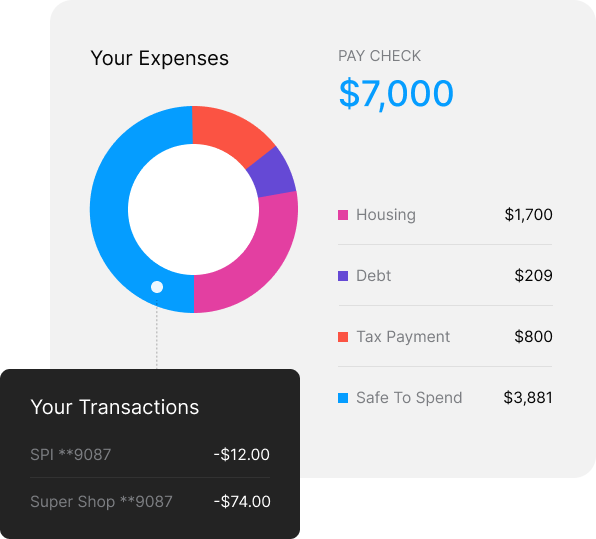 Your Expenses
PAY CHECK
$7,000
Housing $1,700
Debt $209
Tax Payment $800
Safe To Spend $3,881
Your Transactions
SPI **9087 -$12.00
Super Shop **9087 -$74.00